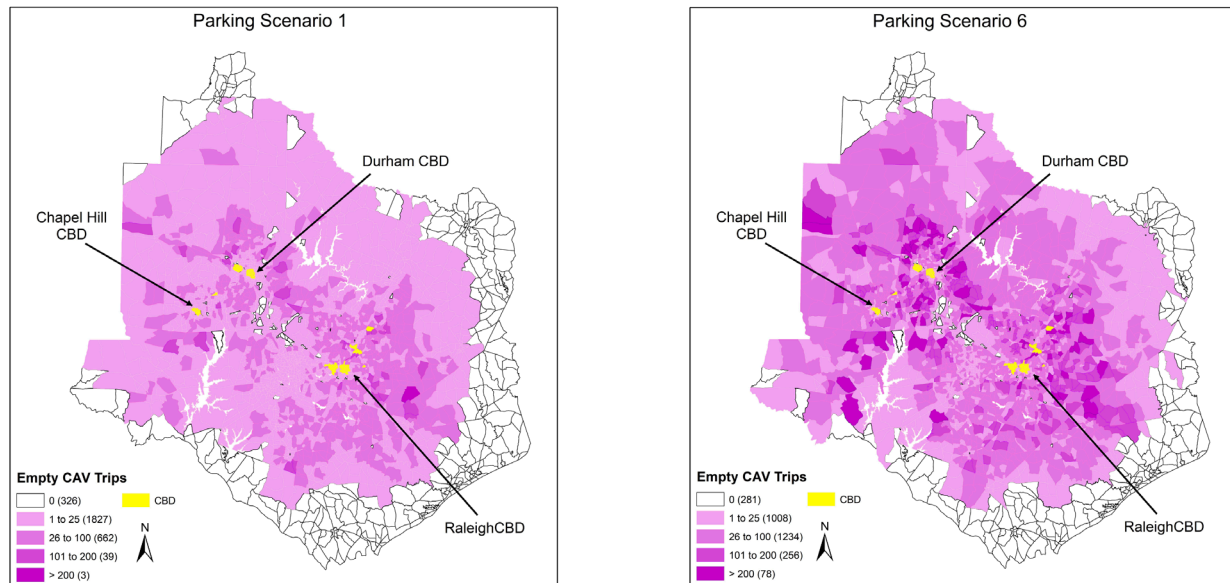 Parking Scenario 1
Durham CBD
Chapel Hill
CBD
Empty CAV Trips
0 (326)
CBD
1 to 25 (1827)
26 to 100 (662)
N
101 to 200 (39)
> 200 (3)
RaleighCBD
Parking Scenario 6
Durham CBD
Chapel Hill
CBD
Empty CAV Trips
0 (281)
CBD
1 to 25 (1008)
26 to 100 (1234)
N
101 to 200 (256)
> 200 (78)
RaleighCBD